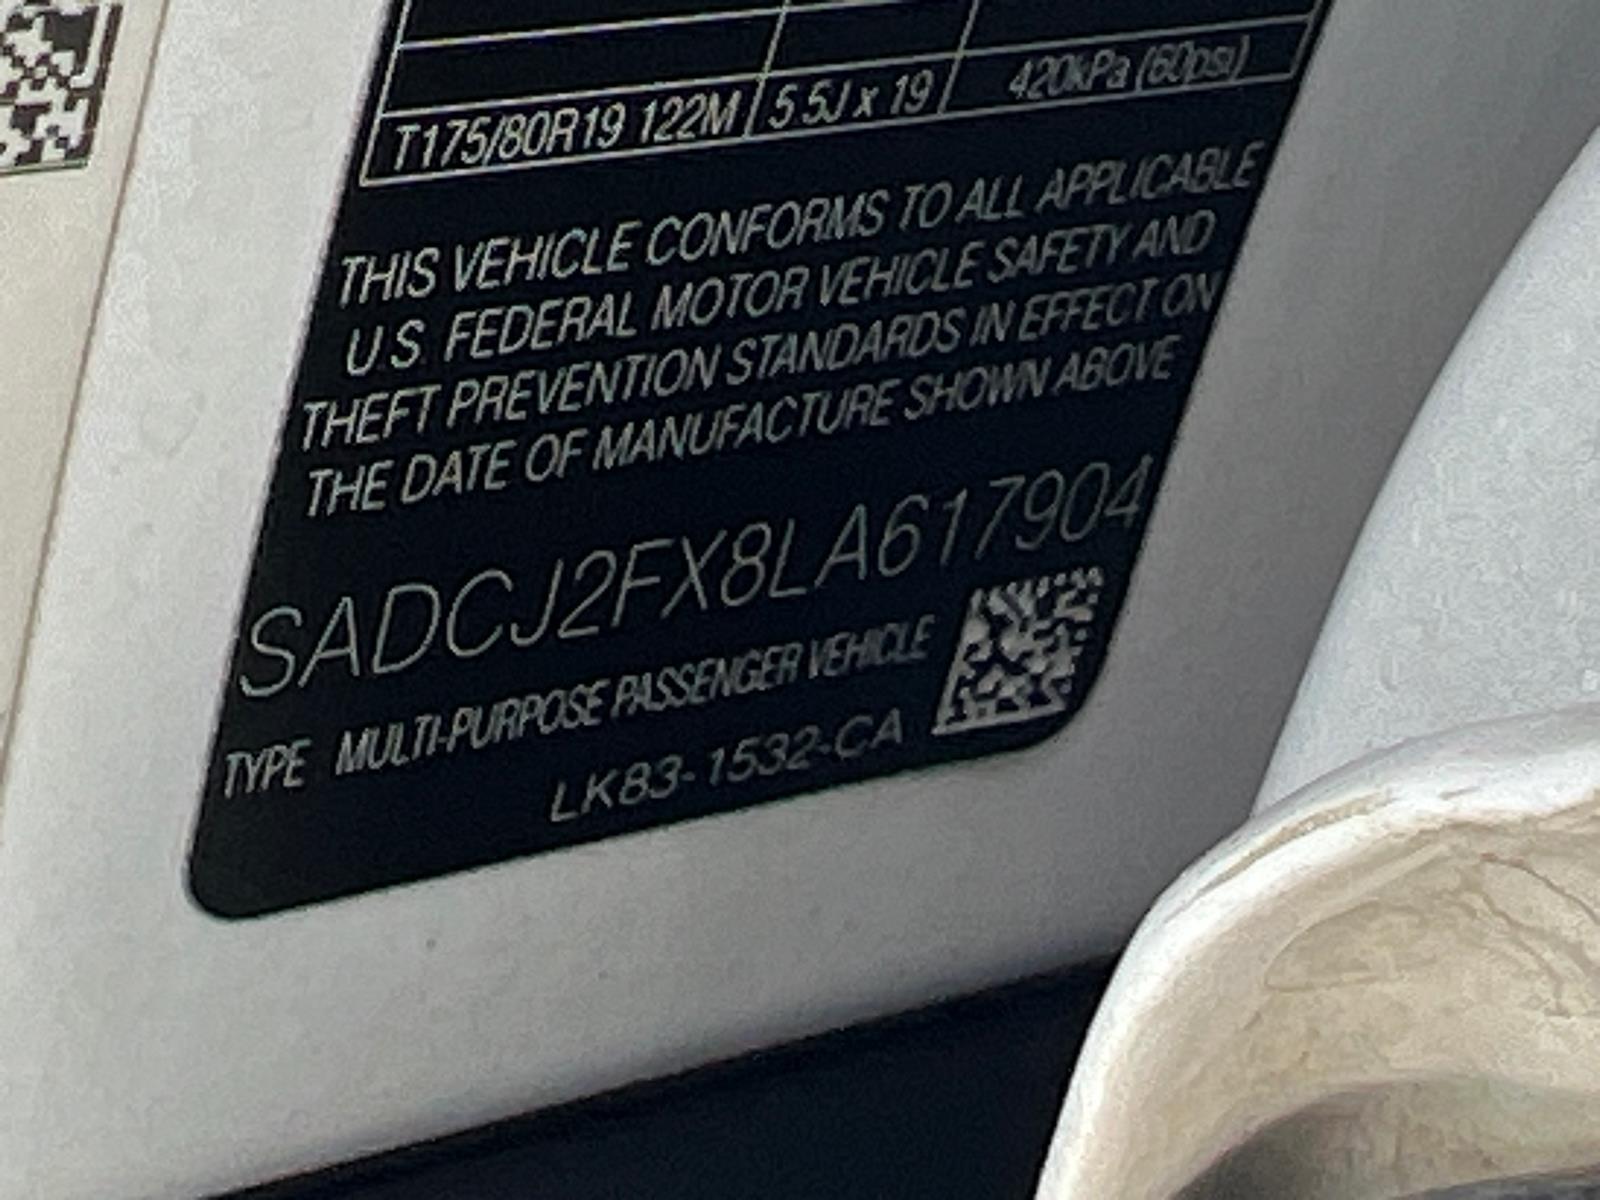 T175/80R19 122M 5.5J x 19 420kPa (60psi)
THIS VEHICLE CONFORMS TO ALL APPLICABLE
U.S. FEDERAL MOTOR VEHICLE SAFETY AND
THEFT PREVENTION STANDARDS IN EFFECT ON
THE DATE OF MANUFACTURE SHOWN ABOVE
SADCJ2FX8LA617904
TYPE MULTI-PURPOSE PASSENGER VEHICLE
LK83-1532-CA